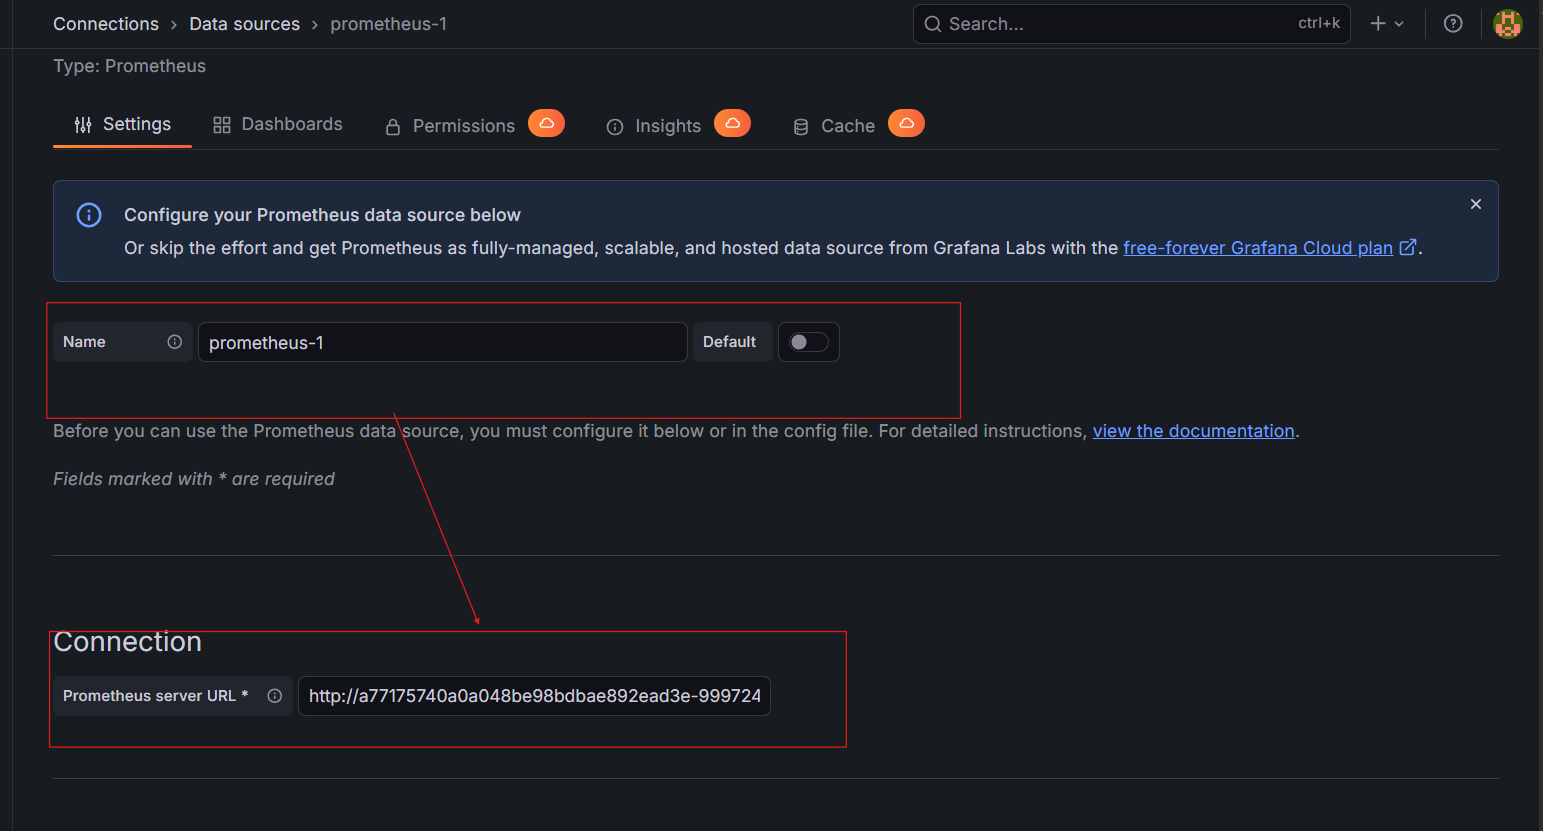 Connections › Data sources › prometheus-1
Search... ctrl+k
Type: Prometheus
Settings Dashboards Permissions Insights Cache
Configure your Prometheus data source below
Or skip the effort and get Prometheus as fully-managed, scalable, and hosted data source from Grafana Labs with the free-forever Grafana Cloud plan .
Name prometheus-1 Default
Before you can use the Prometheus data source, you must configure it below or in the config file. For detailed instructions, view the documentation.
Fields marked with * are required
Connection
Prometheus server URL * http://a77175740a0a048be98bdbae892ead3e-999724